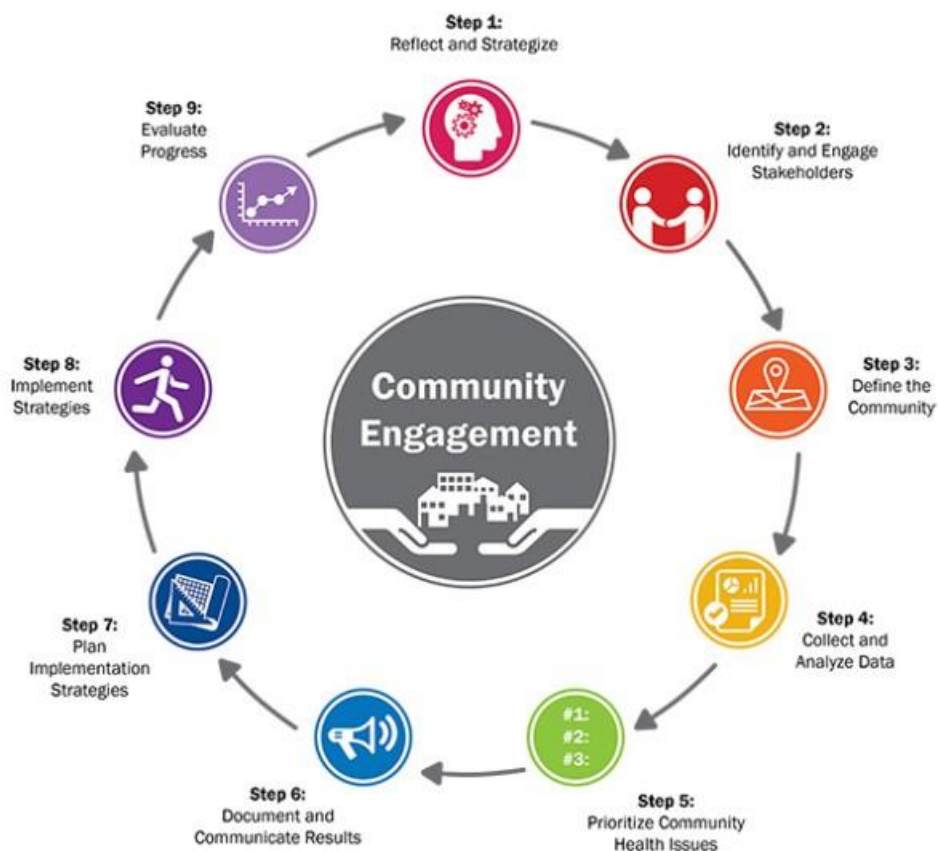 Step 1:
Reflect and Strategize
Step 2:
Identify and Engage
Stakeholders
Step 3:
Define the
Community
Step 4:
Collect and
Analyze Data
Step 5:
Prioritize Community
Health Issues
#1:
#2:
#3:
Step 6:
Document and
Communicate Results
Step 7:
Plan
Implementation
Strategies
Step 8:
Implement
Strategies
Step 9:
Evaluate
Progress
Community
Engagement